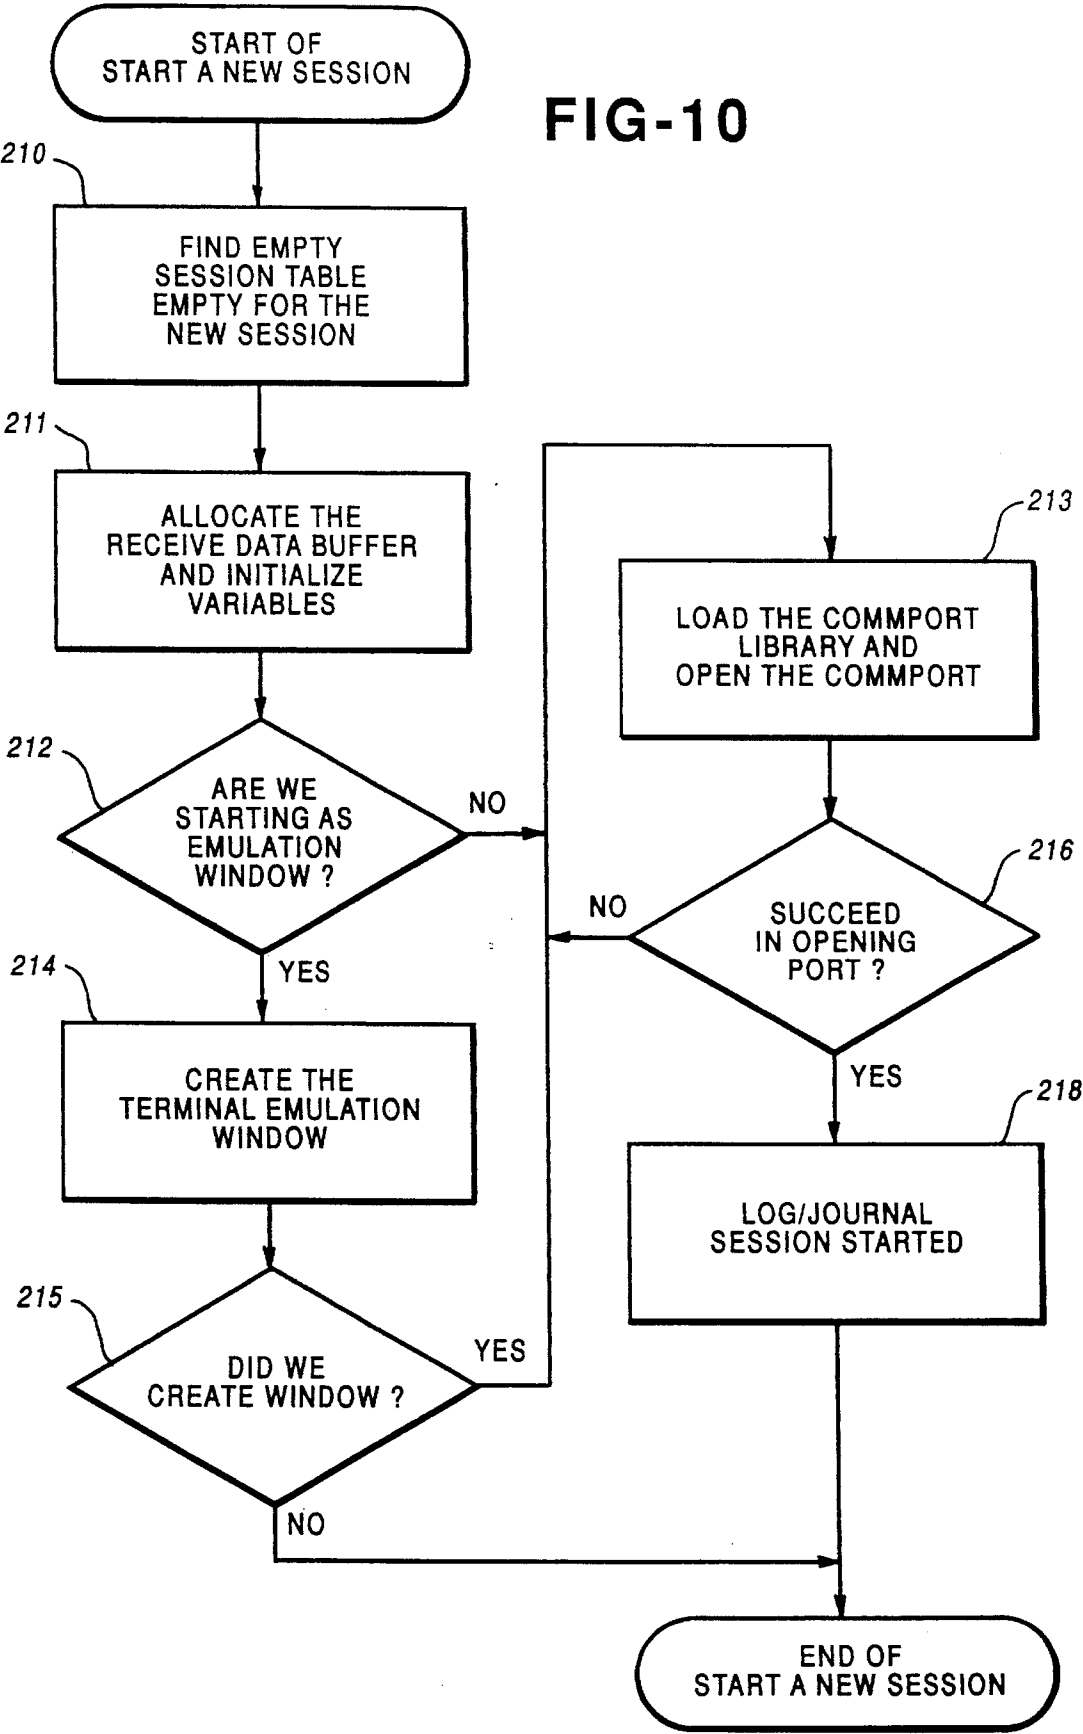 START OF
START A NEW SESSION
FIG-10
210
FIND EMPTY
SESSION TABLE
EMPTY FOR THE
NEW SESSION
211
ALLOCATE THE
RECEIVE DATA BUFFER
AND INITIALIZE
VARIABLES
212
ARE WE
STARTING AS
EMULATION
WINDOW ?
NO
YES
214
CREATE THE
TERMINAL EMULATION
WINDOW
215
DID WE
CREATE WINDOW ?
YES
NO
213
LOAD THE COMMPORT
LIBRARY AND
OPEN THE COMMPORT
216
SUCCEED
IN OPENING
PORT ?
NO
YES
218
LOG/JOURNAL
SESSION STARTED
END OF
START A NEW SESSION